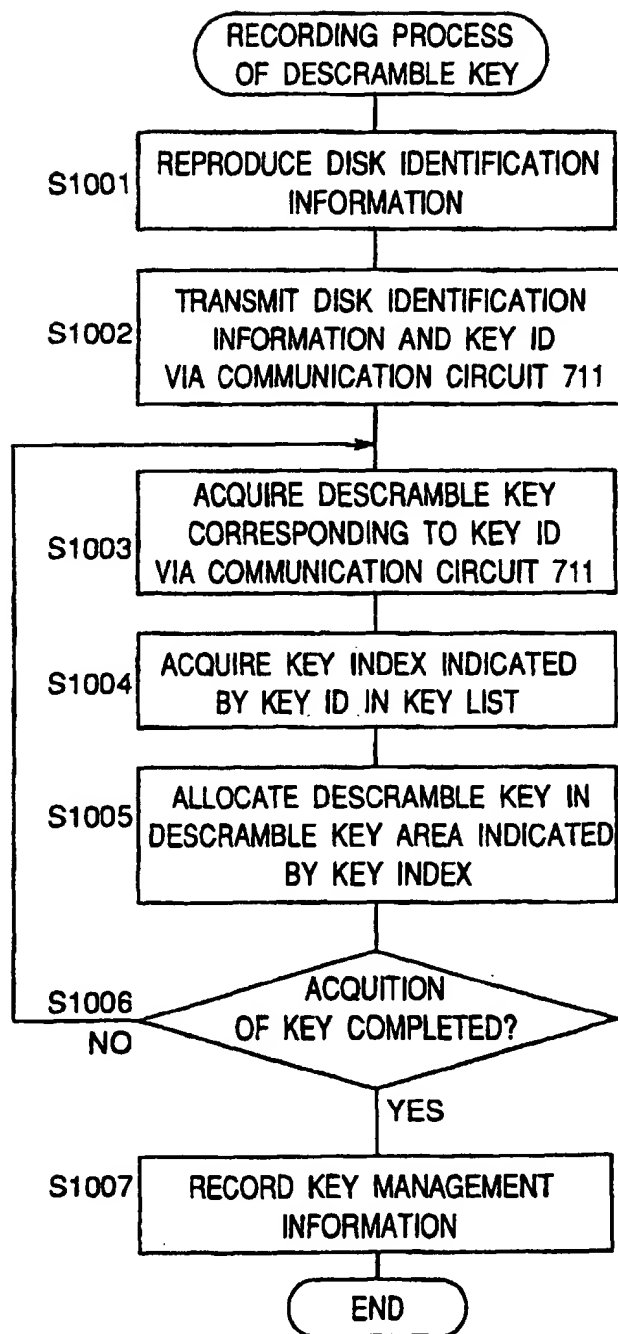 RECORDING PROCESS
OF DESCRAMBLE KEY
S1001
REPRODUCE DISK IDENTIFICATION
INFORMATION
S1002
TRANSMIT DISK IDENTIFICATION
INFORMATION AND KEY ID
VIA COMMUNICATION CIRCUIT 711
S1003
ACQUIRE DESCRAMBLE KEY
CORRESPONDING TO KEY ID
VIA COMMUNICATION CIRCUIT 711
S1004
ACQUIRE KEY INDEX INDICATED
BY KEY ID IN KEY LIST
S1005
ALLOCATE DESCRAMBLE KEY IN
DESCRAMBLE KEY AREA INDICATED
BY KEY INDEX
S1006
ACQUITION
OF KEY COMPLETED?
NO
YES
S1007
RECORD KEY MANAGEMENT
INFORMATION
END